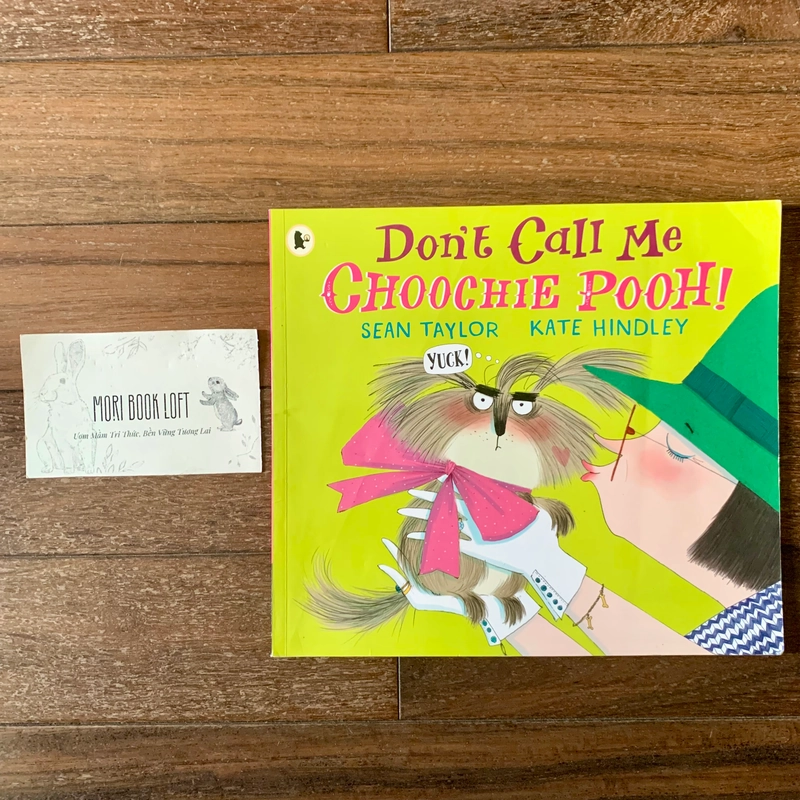 MORI BOOK LOFT
Ươm Mầm Tri Thức, Bền Vững Tương Lai
Don't Call Me
CHOOCHIE POOH!
SEAN TAYLOR KATE HINDLEY
YUCK!